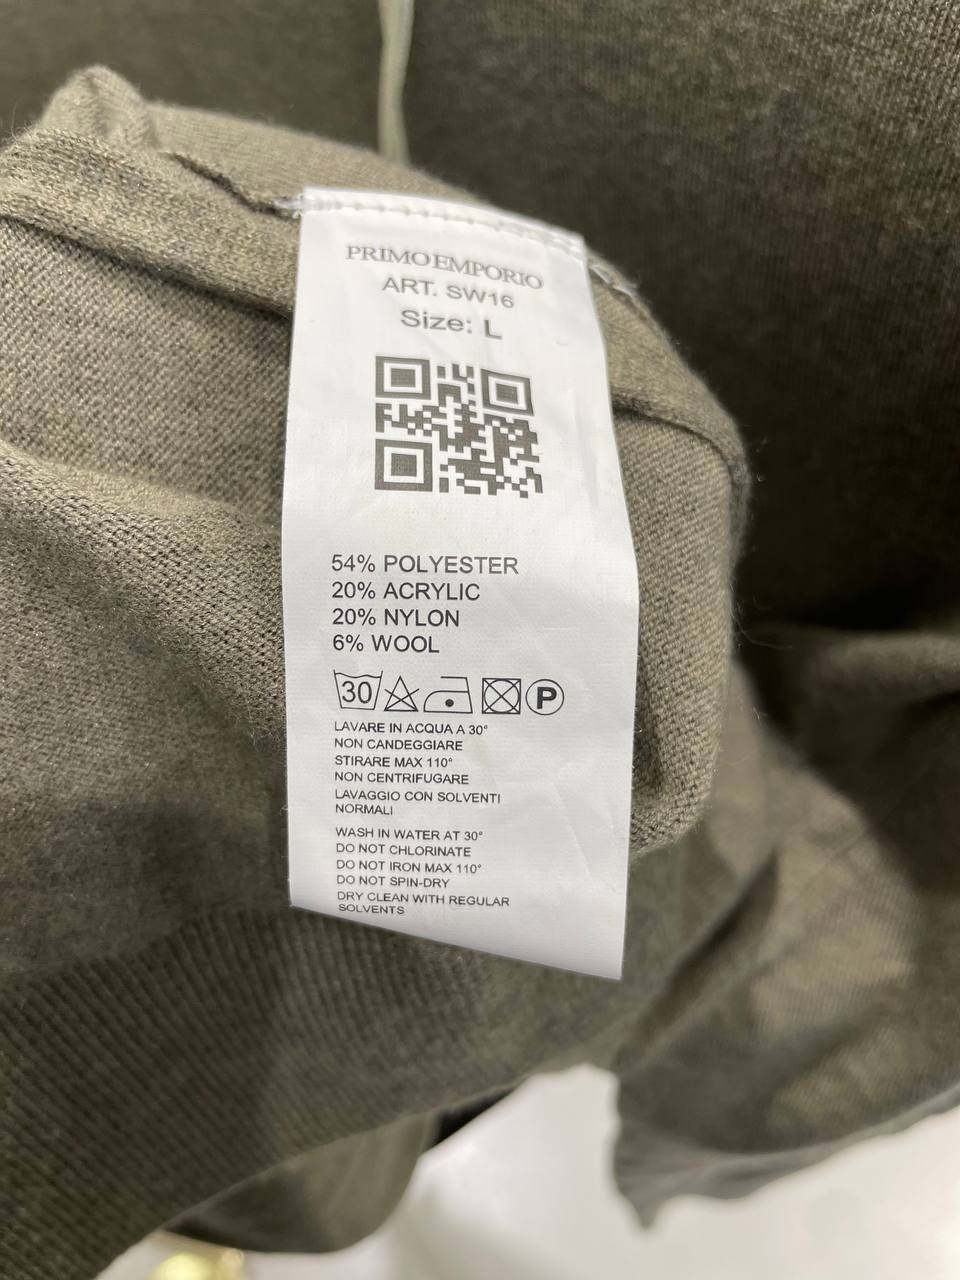 PRIMO EMPORIO
ART. SW16
Size: L
54% POLYESTER
20% ACRYLIC
20% NYLON
6% WOOL
30 P
LAVARE IN ACQUA A 30°
NON CANDEGGIARE
STIRARE MAX 110°
NON CENTRIFUGARE
LAVAGGIO CON SOLVENTI
NORMALI
WASH IN WATER AT 30°
DO NOT CHLORINATE
DO NOT IRON MAX 110°
DO NOT SPIN-DRY
DRY CLEAN WITH REGULAR
SOLVENTS